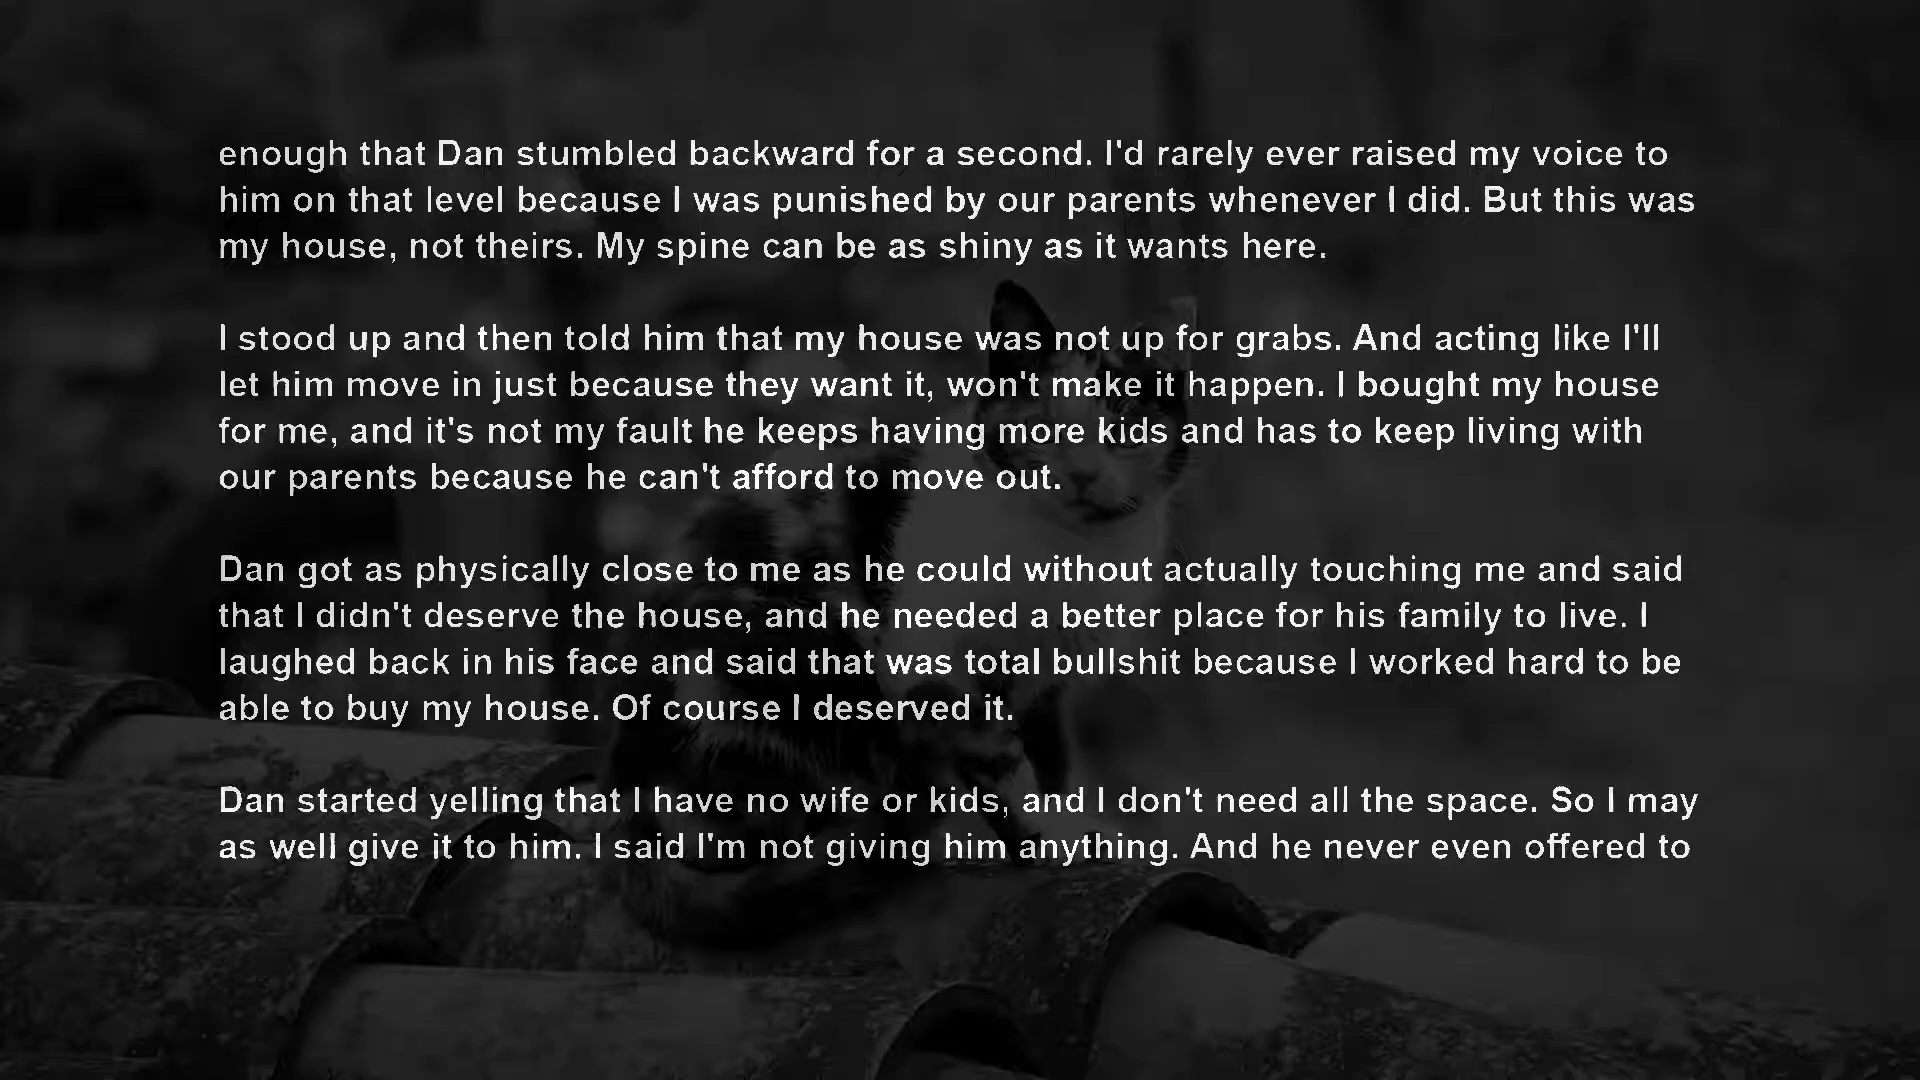 enough that Dan stumbled backward for a second. I'd rarely ever raised my voice to
him on that level because I was punished by our parents whenever I did. But this was
my house, not theirs. My spine can be as shiny as it wants here.
I stood up and then told him that my house was not up for grabs. And acting like I'll
let him move in just because they want it, won't make it happen. I bought my house
for me, and it's not my fault he keeps having more kids and has to keep living with
our parents because he can't afford to move out.
Dan got as physically close to me as he could without actually touching me and said
that I didn't deserve the house, and he needed a better place for his family to live. I
laughed back in his face and said that was total bullshit because I worked hard to be
able to buy my house. Of course I deserved it.
Dan started yelling that I have no wife or kids, and I don't need all the space. So I may
as well give it to him. I said I'm not giving him anything. And he never even offered to